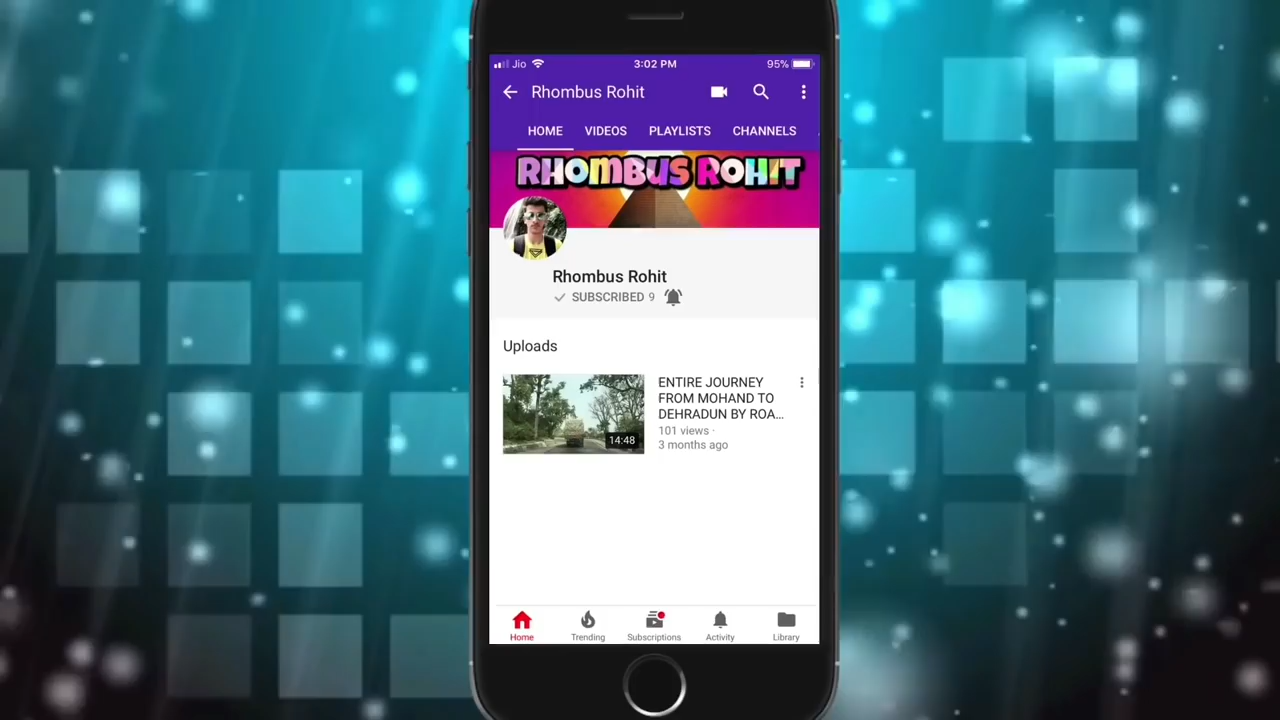 Jio 3:02 PM 95%
Rhombus Rohit
HOME VIDEOS PLAYLISTS CHANNELS
RHOMBUS ROHIT
Rhombus Rohit
SUBSCRIBED 9
Uploads
ENTIRE JOURNEY
FROM MOHAND TO
DEHRADUN BY ROA...
101 views ·
3 months ago
14:48
Home Trending Subscriptions Activity Library